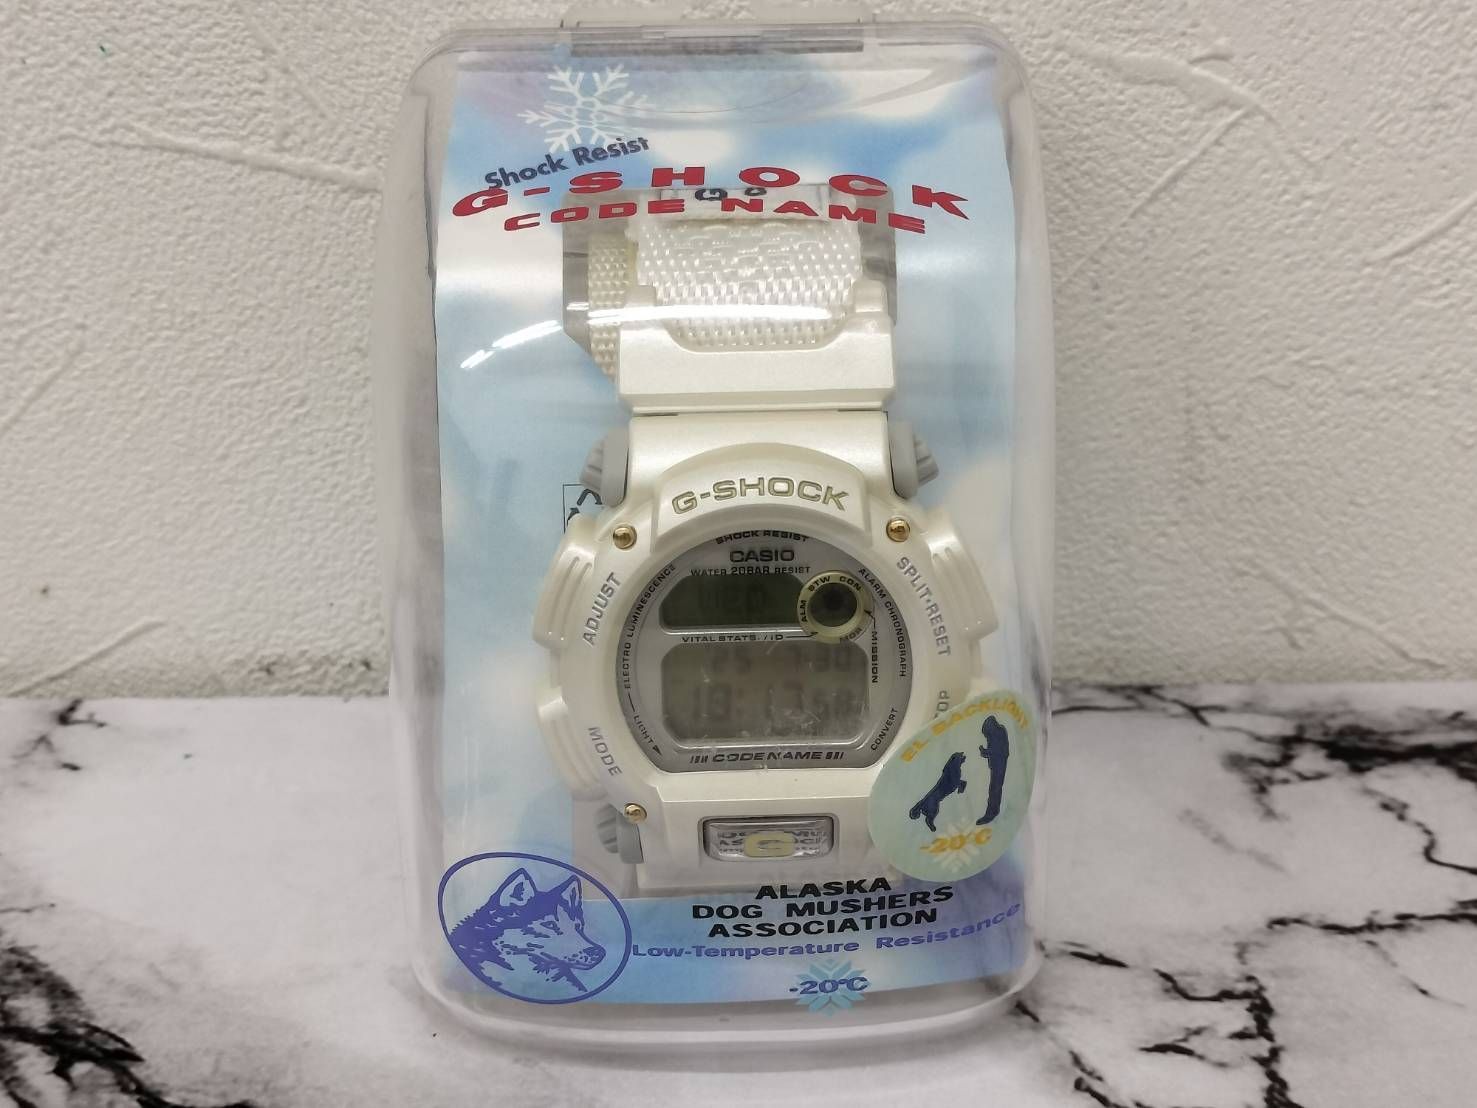 Shock Resist
G-SHOCK
CODE NAME
G-SHOCK
SHOCK RESIST
CASIO
WATER 20BAR RESIST
ADJUST
SPLIT·RESET
ELECTRO LUMINESCENCE
ALARM CHRONOGRAPH
ALM STW CON
MISSION
VITAL STATS. / ID
LIGHT
CONVERT
MODE
CODE NAME
G
EL BACKLIGHT
-20°C
ALASKA
DOG MUSHERS
ASSOCIATION
Low-Temperature Resistance
-20°C